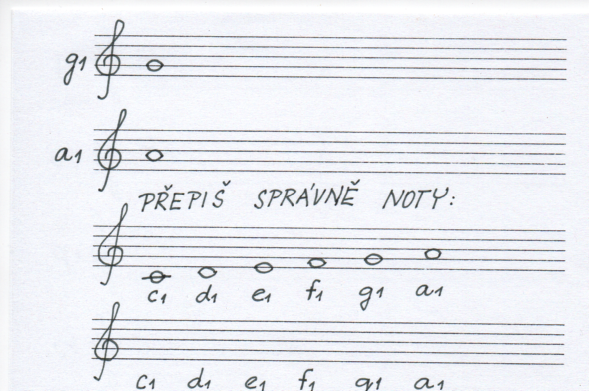 g1
a1
PŘEPIŠ SPRÁVNĚ NOTY:
c1 d1 e1 f1 g1 a1
c1 d1 e1 f1 g1 a1